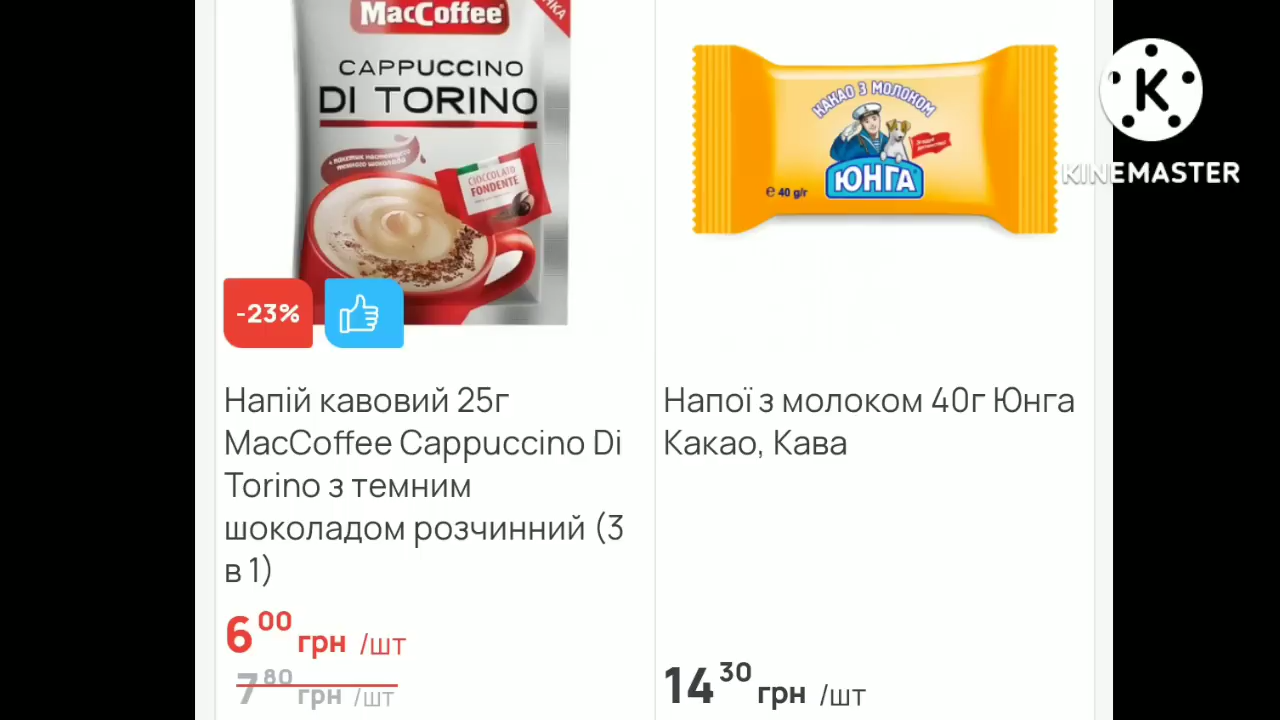 MacCoffee
CAPPUCCINO
DI TORINO
CIOCCOLATO
FONDENTE
-23%
Напій кавовий 25г
MacCoffee Cappuccino Di
Torino з темним
шоколадом розчинний (3
в 1)
6 00 грн /шт
7 80 грн /шт
КАКАО З МОЛОКОМ
ЮНГА
e 40 g/г
Напої з молоком 40г Юнга
Какао, Кава
14 30 грн /шт
K
KINEMASTER